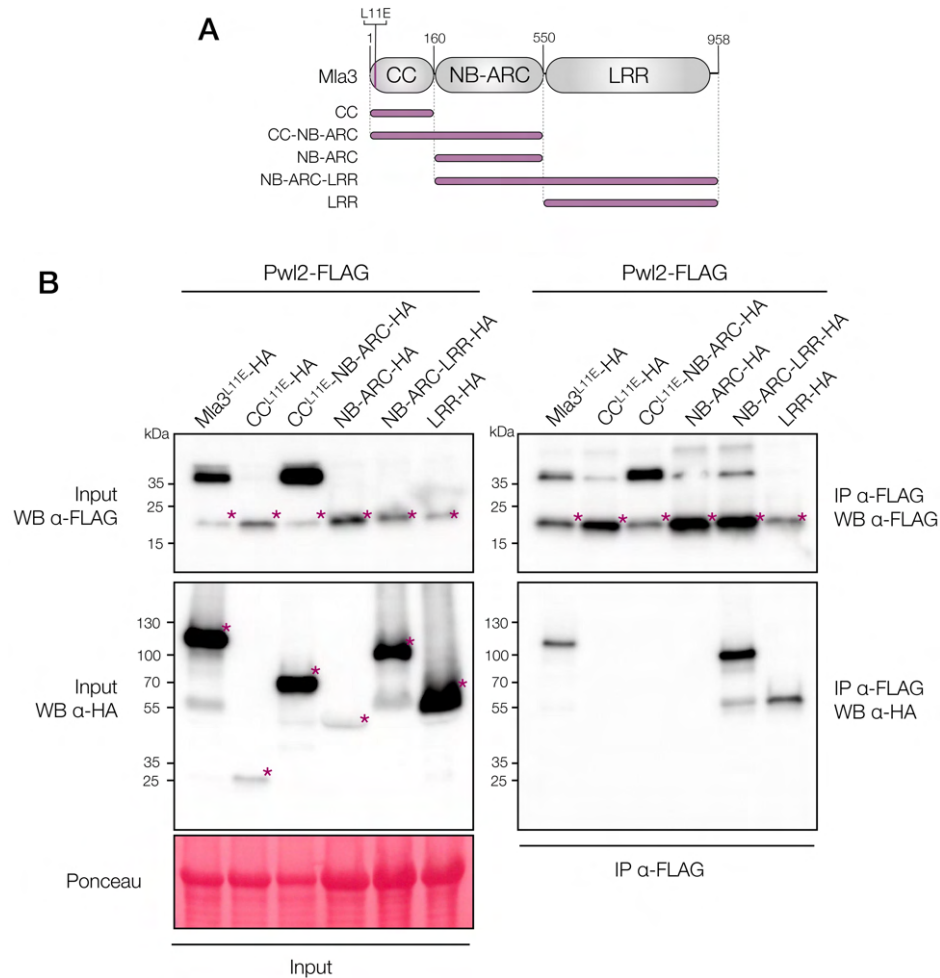 A
L11E
1 160 550 958
Mla3 CC NB-ARC LRR
CC
CC-NB-ARC
NB-ARC
NB-ARC-LRR
LRR
B
Pwl2-FLAG
Mla3L11E-HA
CCL11E-HA
CCL11E-NB-ARC-HA
NB-ARC-HA
NB-ARC-LRR-HA
LRR-HA
kDa
35
25
15
Input
WB α-FLAG
* * * * * *
130
100
70
55
35
25
Input
WB α-HA
* * * * * *
Ponceau
Input
Pwl2-FLAG
Mla3L11E-HA
CCL11E-HA
CCL11E-NB-ARC-HA
NB-ARC-HA
NB-ARC-LRR-HA
LRR-HA
kDa
35
25
15
* * * * * *
IP α-FLAG
WB α-FLAG
130
100
70
55
35
25
IP α-FLAG
WB α-HA
IP α-FLAG